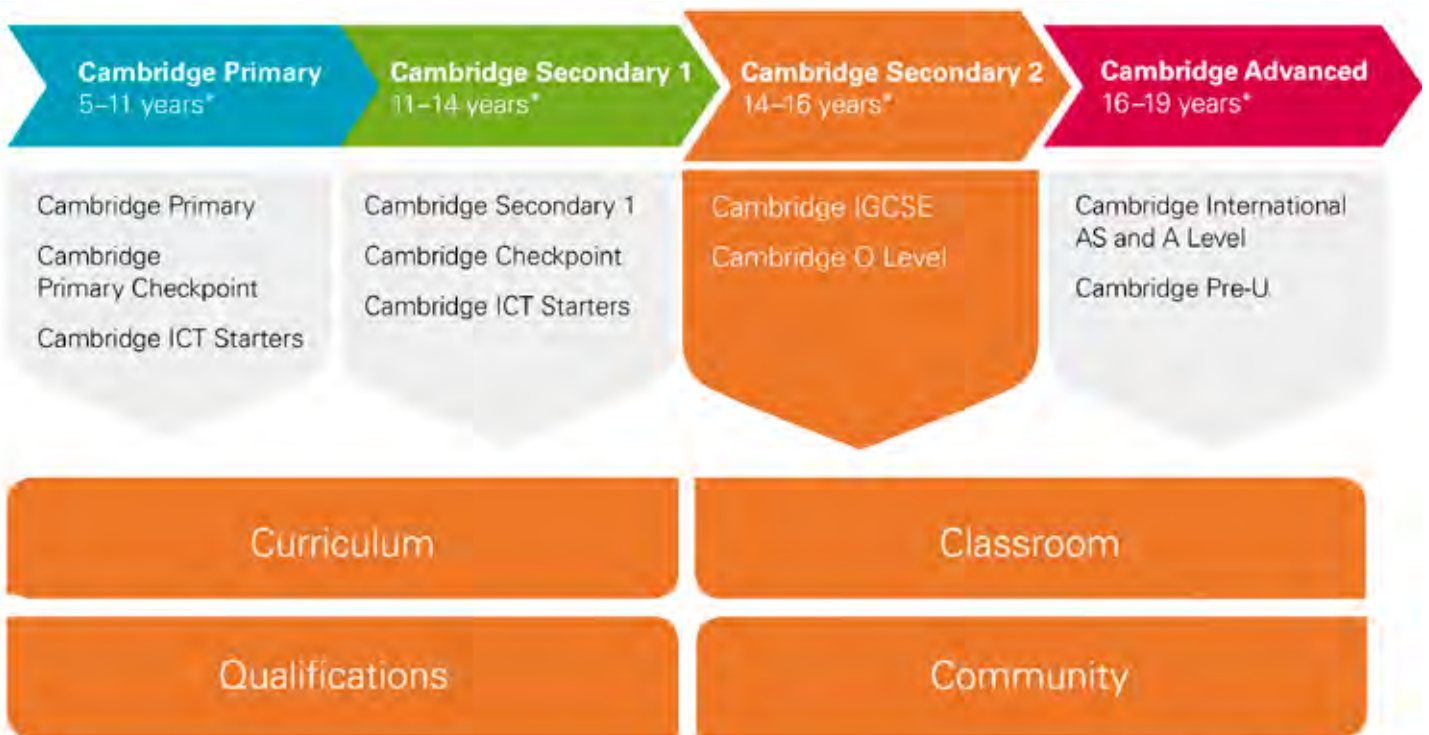 Cambridge Primary
5–11 years*
Cambridge Secondary 1
11–14 years*
Cambridge Secondary 2
14–16 years*
Cambridge Advanced
16–19 years*
Cambridge Primary
Cambridge
Primary Checkpoint
Cambridge ICT Starters
Cambridge Secondary 1
Cambridge Checkpoint
Cambridge ICT Starters
Cambridge IGCSE
Cambridge O Level
Cambridge International
AS and A Level
Cambridge Pre-U
Curriculum
Classroom
Qualifications
Community